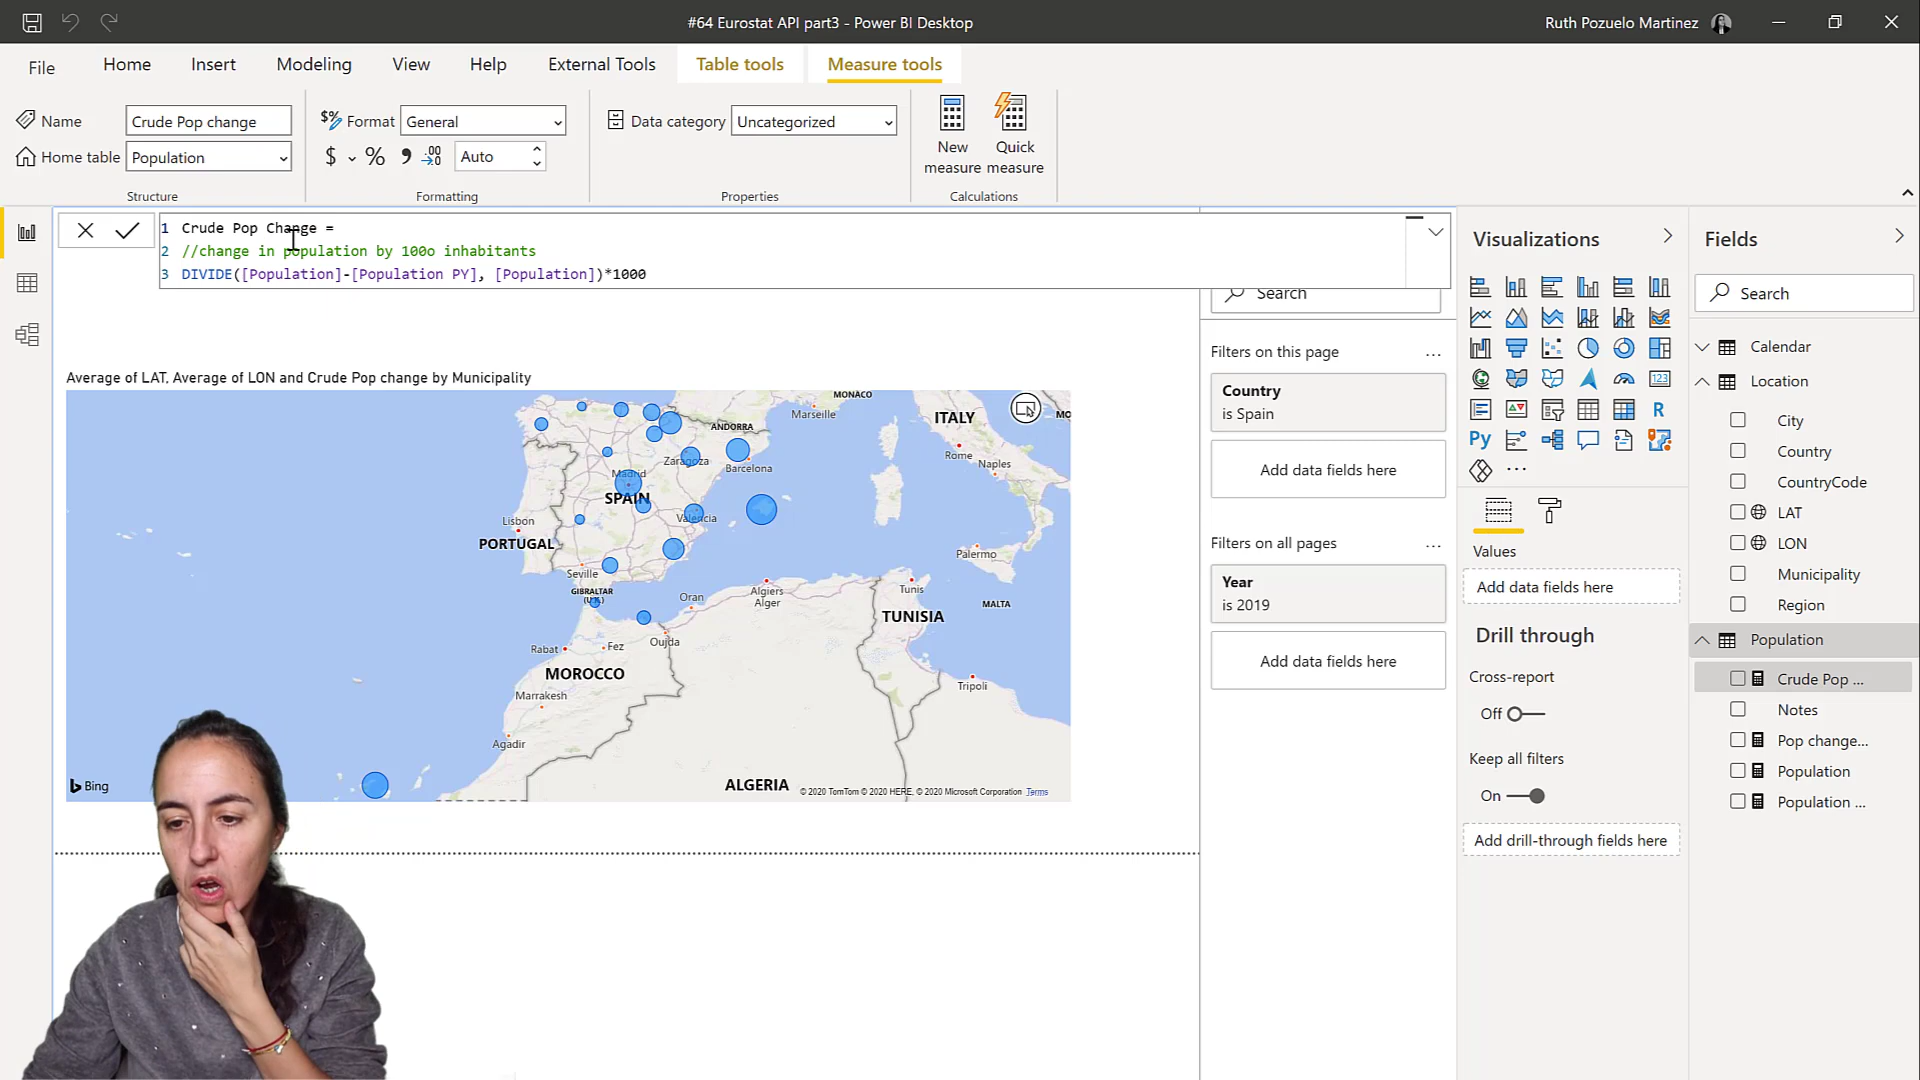 #64 Eurostat API part3 - Power BI Desktop
Ruth Pozuelo Martinez
File
Home
Insert
Modeling
View
Help
External Tools
Table tools
Measure tools
Name
Crude Pop change
Home table
Population
Structure
Format
General
$
%
Auto
Formatting
Data category
Uncategorized
Properties
New measure
Quick measure
Calculations
1 Crude Pop Change =
2 //change in population by 100o inhabitants
3 DIVIDE([Population]-[Population PY], [Population])*1000
Average of LAT, Average of LON and Crude Pop change by Municipality
MONACO
Marseille
ITALY
MO
ANDORRA
Rome
Naples
Zaragoza
Barcelona
Madrid
SPAIN
Valencia
Lisbon
PORTUGAL
Palermo
Seville
GIBRALTAR
(U.K.)
Algiers
Alger
Tunis
Oran
MALTA
TUNISIA
Rabat
Fez
Oujda
MOROCCO
Tripoli
Marrakesh
Agadir
ALGERIA
Bing
© 2020 TomTom © 2020 HERE, © 2020 Microsoft Corporation Terms
Search
Filters on this page
...
Country
is Spain
Add data fields here
Filters on all pages
...
Year
is 2019
Add data fields here
Visualizations
123
R
Py
...
Values
Add data fields here
Drill through
Cross-report
Off
Keep all filters
On
Add drill-through fields here
Fields
Search
Calendar
Location
City
Country
CountryCode
LAT
LON
Municipality
Region
Population
Crude Pop ...
Notes
Pop change...
Population
Population ...